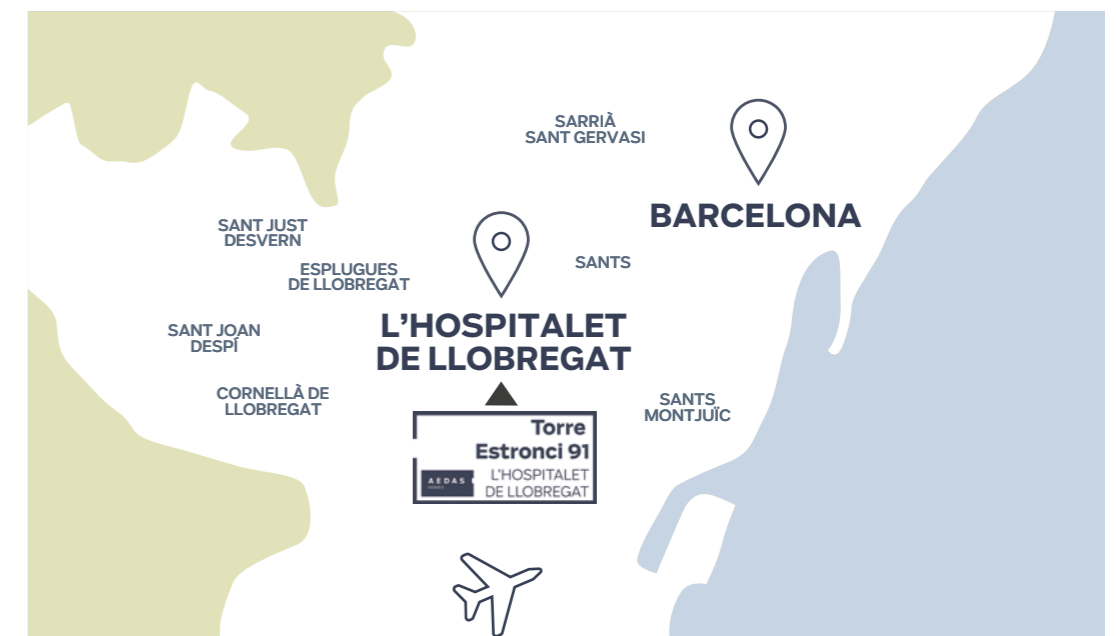 SARRIÀ
SANT GERVASI
BARCELONA
SANT JUST
DESVERN
ESPLUGUES
DE LLOBREGAT
SANTS
L'HOSPITALET
DE LLOBREGAT
SANT JOAN
DESPÍ
CORNELLÀ DE
LLOBREGAT
SANTS
MONTJUÏC
Torre
Estronci 91
AEDAS
L'HOSPITALET
DE LLOBREGAT